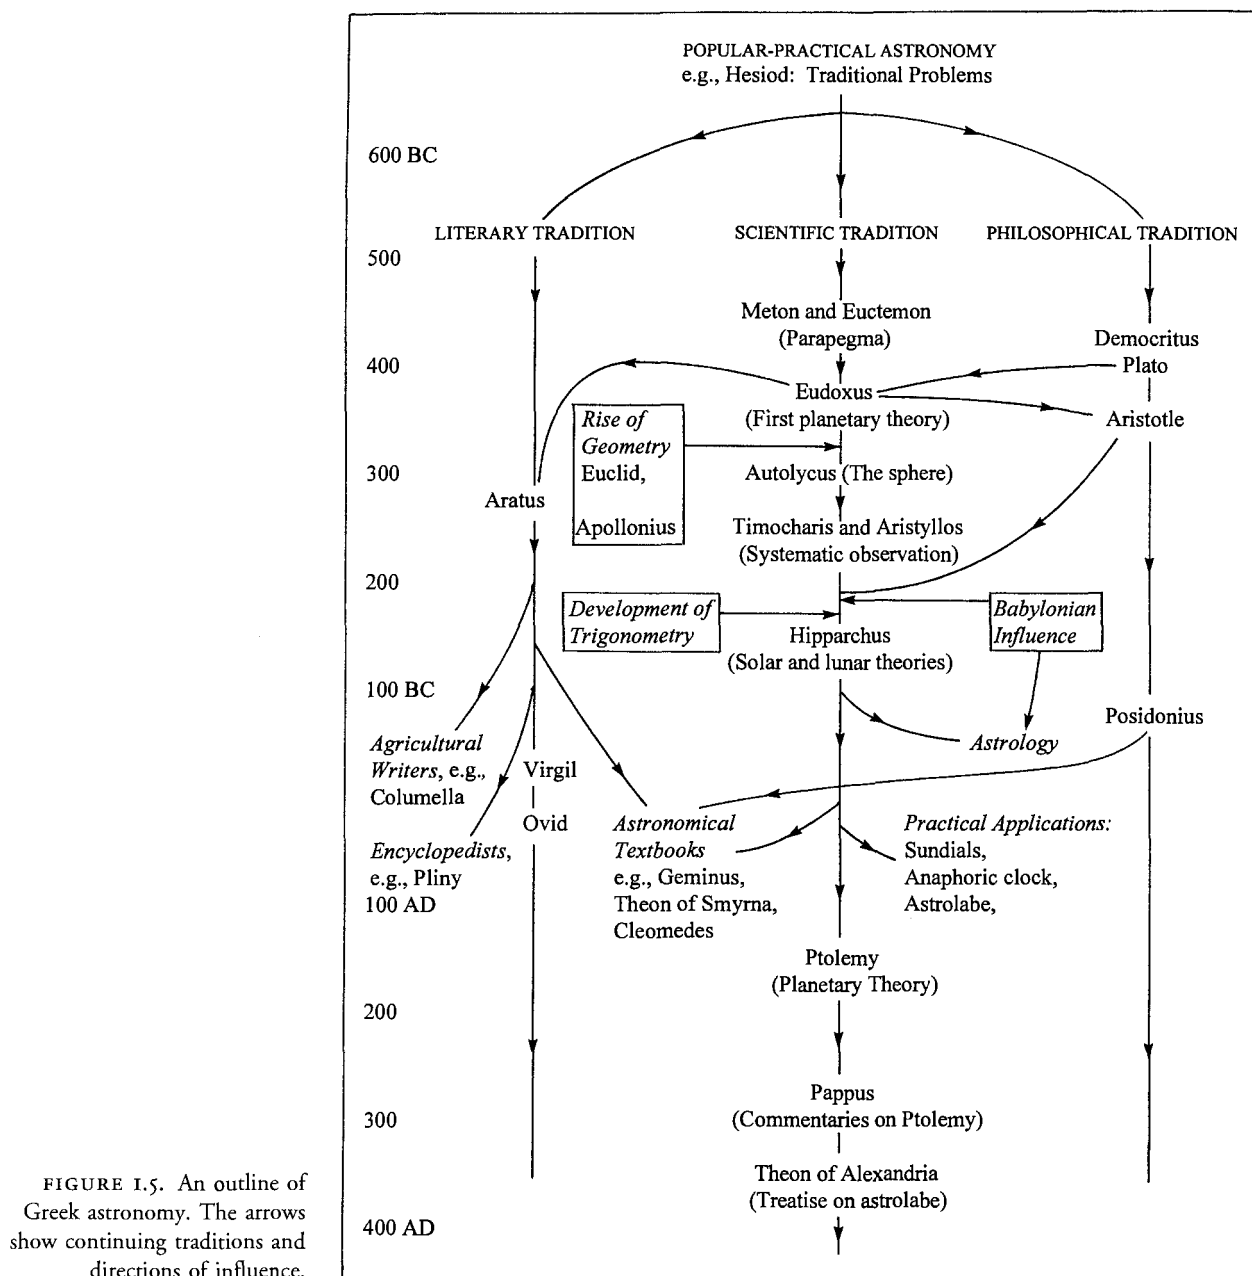 POPULAR-PRACTICAL ASTRONOMY
e.g., Hesiod: Traditional Problems
600 BC
LITERARY TRADITION
SCIENTIFIC TRADITION
PHILOSOPHICAL TRADITION
500
Meton and Euctemon
(Parapegma)
Democritus
400
Plato
Eudoxus
(First planetary theory)
Aristotle
Rise of
Geometry
Euclid,
Apollonius
300
Autolycus (The sphere)
Aratus
Timocharis and Aristyllos
(Systematic observation)
200
Development of
Trigonometry
Babylonian
Influence
Hipparchus
(Solar and lunar theories)
100 BC
Posidonius
Astrology
Agricultural
Writers, e.g.,
Columella
Virgil
Ovid
Encyclopedists,
e.g., Pliny
Astronomical
Textbooks
e.g., Geminus,
Theon of Smyrna,
Cleomedes
Practical Applications:
Sundials,
Anaphoric clock,
Astrolabe,
100 AD
Ptolemy
(Planetary Theory)
200
Pappus
(Commentaries on Ptolemy)
300
Theon of Alexandria
(Treatise on astrolabe)
400 AD
FIGURE 1.5. An outline of
Greek astronomy. The arrows
show continuing traditions and
directions of influence.